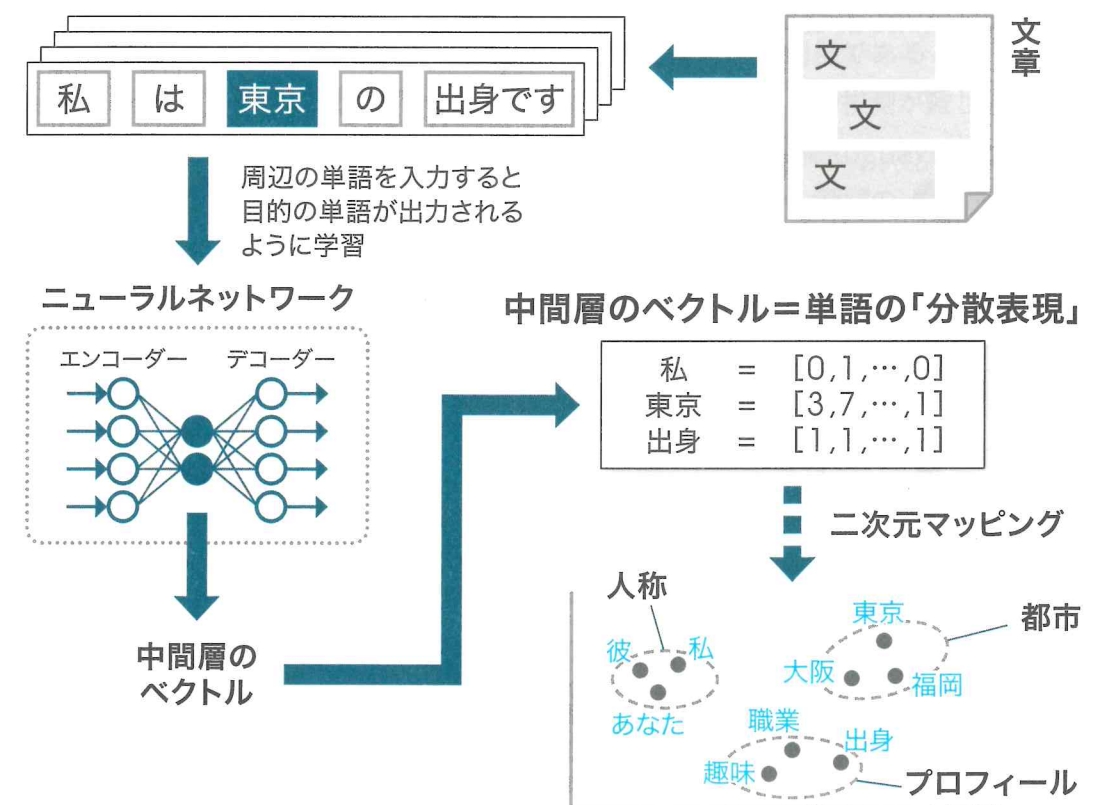 文章
文
文
文
私 は 東京 の 出身です
周辺の単語を入力すると
目的の単語が出力される
ように学習
ニューラルネットワーク
エンコーダー デコーダー
中間層の
ベクトル
中間層のベクトル=単語の「分散表現」
私 = [0,1,…,0]
東京 = [3,7,…,1]
出身 = [1,1,…,1]
二次元マッピング
人称
彼 私
あなた
東京
都市
大阪 福岡
職業
出身
趣味
プロフィール